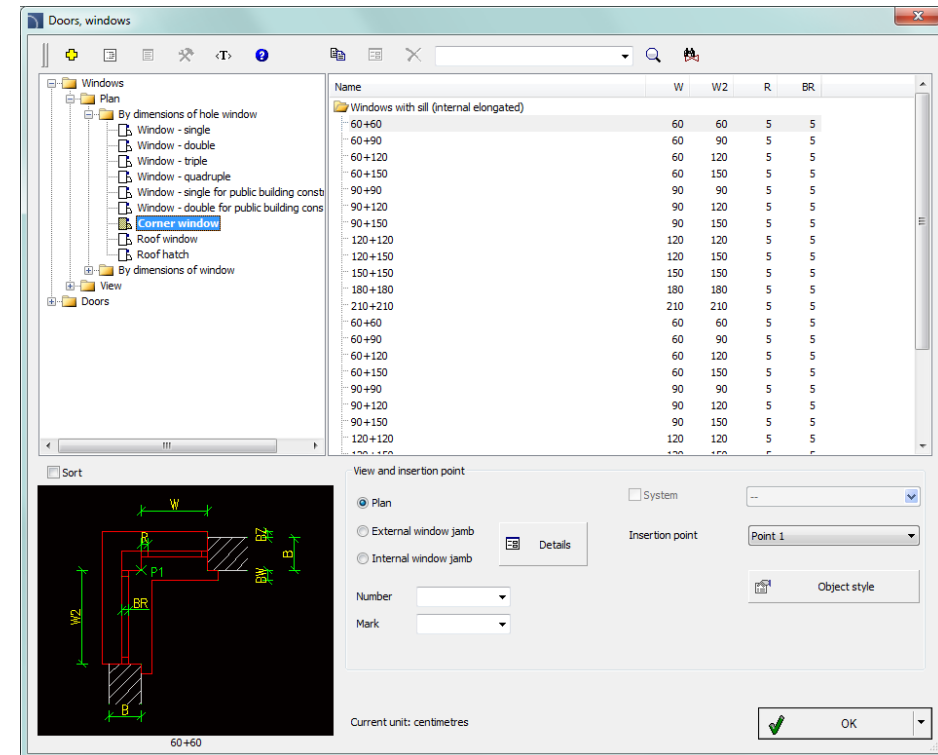 Doors, windows
<T>
Windows
Plan
By dimensions of hole window
Window - single
Window - double
Window - triple
Window - quadruple
Window - single for public building constr
Window - double for public building cons
Corner window
Roof window
Roof hatch
By dimensions of window
View
Doors
Name W W2 R BR
Windows with sill (internal elongated)
60+60 60 60 5 5
60+90 60 90 5 5
60+120 60 120 5 5
60+150 60 150 5 5
90+90 90 90 5 5
90+120 90 120 5 5
90+150 90 150 5 5
120+120 120 120 5 5
120+150 120 150 5 5
150+150 150 150 5 5
180+180 180 180 5 5
210+210 210 210 5 5
60+60 60 60 5 5
60+90 60 90 5 5
60+120 60 120 5 5
60+150 60 150 5 5
90+90 90 90 5 5
90+120 90 120 5 5
90+150 90 150 5 5
120+120 120 120 5 5
Sort
W
R
BZ
B
P1
BW
BR
W2
B
60+60
View and insertion point
Plan
System --
External window jamb
Details
Insertion point Point 1
Internal window jamb
Object style
Number
Mark
Current unit: centimetres
OK